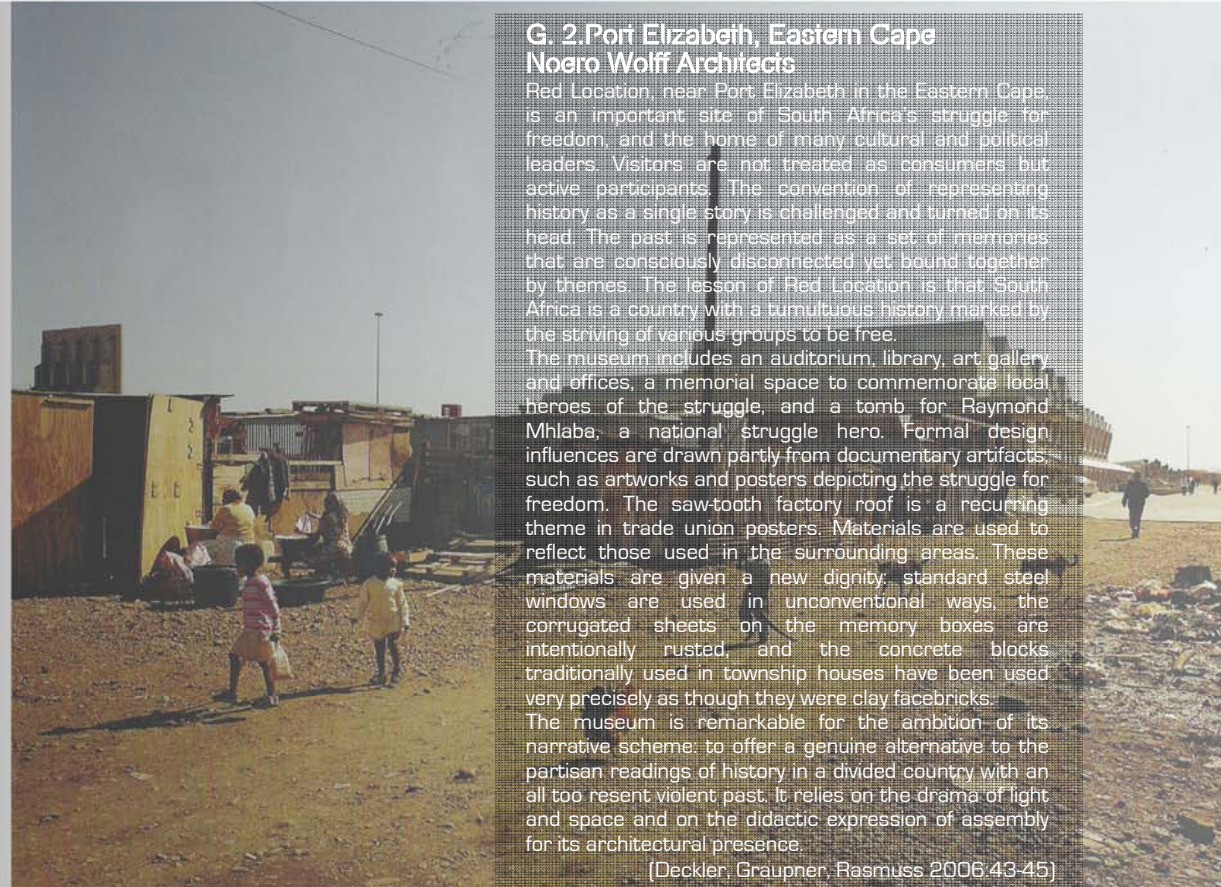 G. 2.Port Elizabeth, Eastern Cape
Noero Wolff Architects
Red Location, near Port Elizabeth in the Eastern Cape,
is an important site of South Africa's struggle for
freedom, and the home of many cultural and political
leaders. Visitors are not treated as consumers but
active participants. The convention of representing
history as a single story is challenged and turned on its
head. The past is represented as a set of memories
that are consciously disconnected yet bound together
by themes. The lesson of Red Location is that South
Africa is a country with a tumultuous history marked by
the striving of various groups to be free.
The museum includes an auditorium, library, art gallery
and offices, a memorial space to commemorate local
heroes of the struggle, and a tomb for Raymond
Mhlaba, a national struggle hero. Formal design
influences are drawn partly from documentary artifacts,
such as artworks and posters depicting the struggle for
freedom. The saw-tooth factory roof is a recurring
theme in trade union posters. Materials are used to
reflect those used in the surrounding areas. These
materials are given a new dignity; standard steel
windows are used in unconventional ways, the
corrugated sheets on the memory boxes are
intentionally rusted, and the concrete blocks
traditionally used in township houses have been used
very precisely as though they were clay facebricks.
The museum is remarkable for the ambition of its
narrative scheme: to offer a genuine alternative to the
partisan readings of history in a divided country with an
all too resent violent past. It relies on the drama of light
and space and on the didactic expression of assembly
for its architectural presence.
(Deckler, Graupner, Rasmuss 2006:43-45)